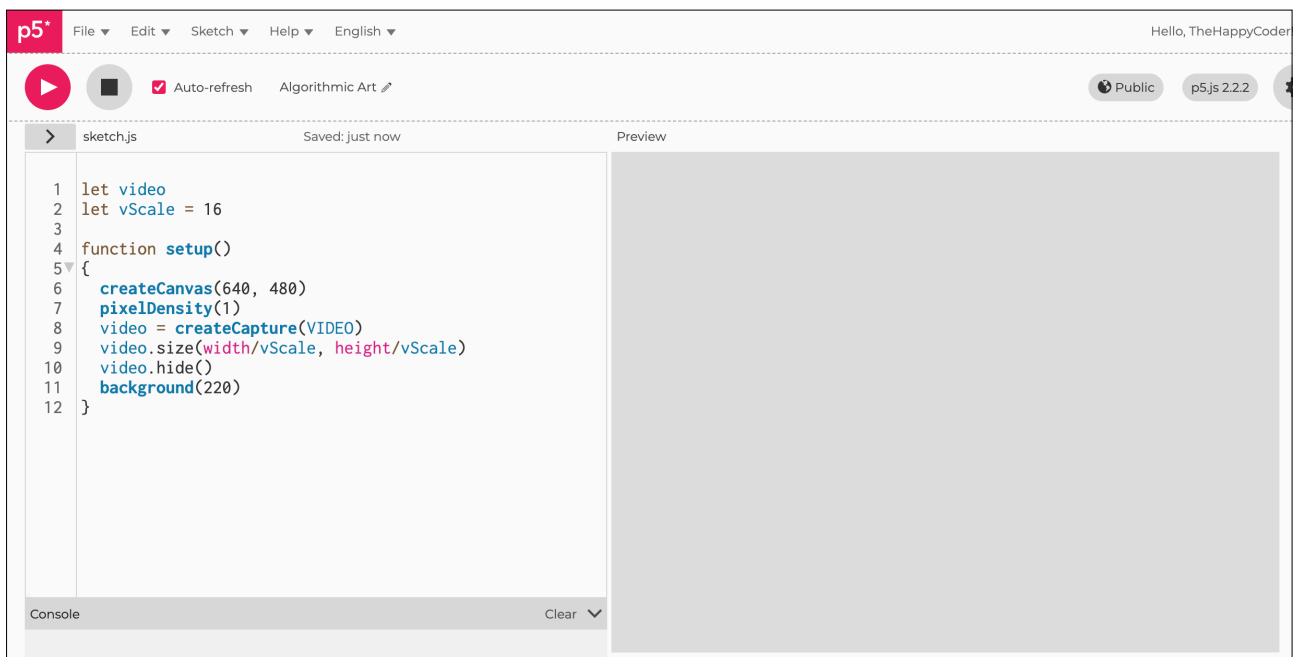 p5* File Edit Sketch Help English Hello, TheHappyCoder!
Auto-refresh Algorithmic Art Public p5.js 2.2.2
sketch.js Saved: just now Preview
1 let video
2 let vScale = 16
3
4 function setup()
5 {
6 createCanvas(640, 480)
7 pixelDensity(1)
8 video = createCapture(VIDEO)
9 video.size(width/vScale, height/vScale)
10 video.hide()
11 background(220)
12 }
Console Clear